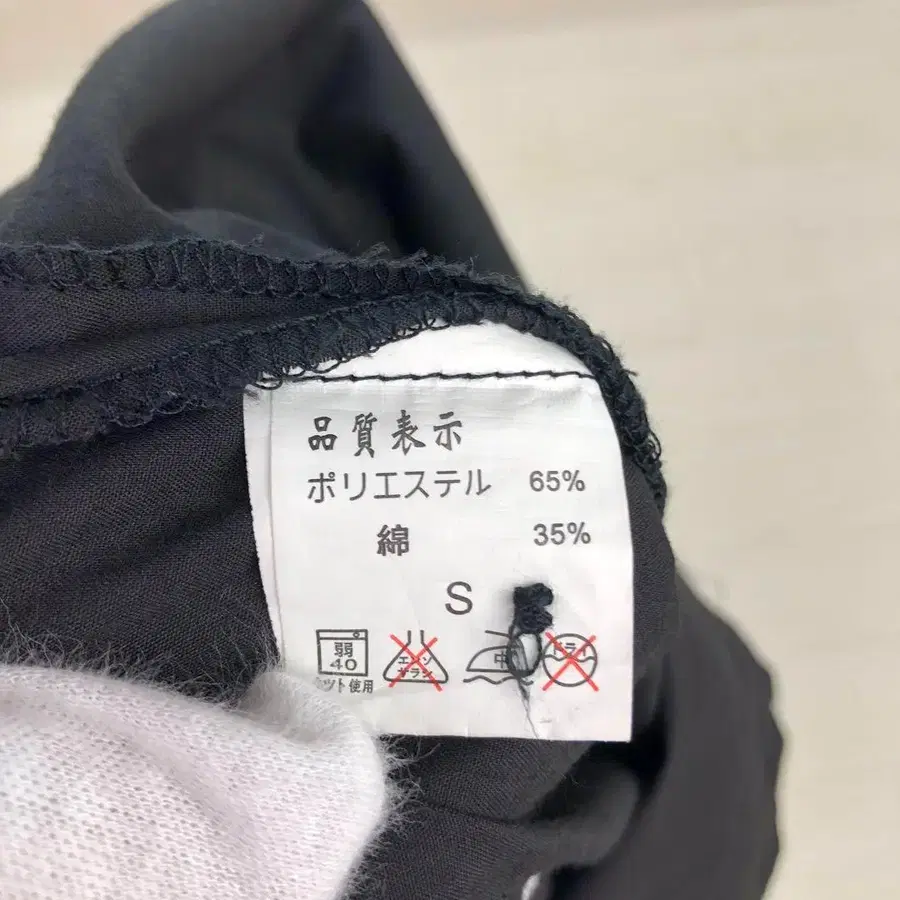 品質表示
ポリエステル 65%
綿 35%
S
弱 40 エンソサラシ 中 ドライ
ット使用